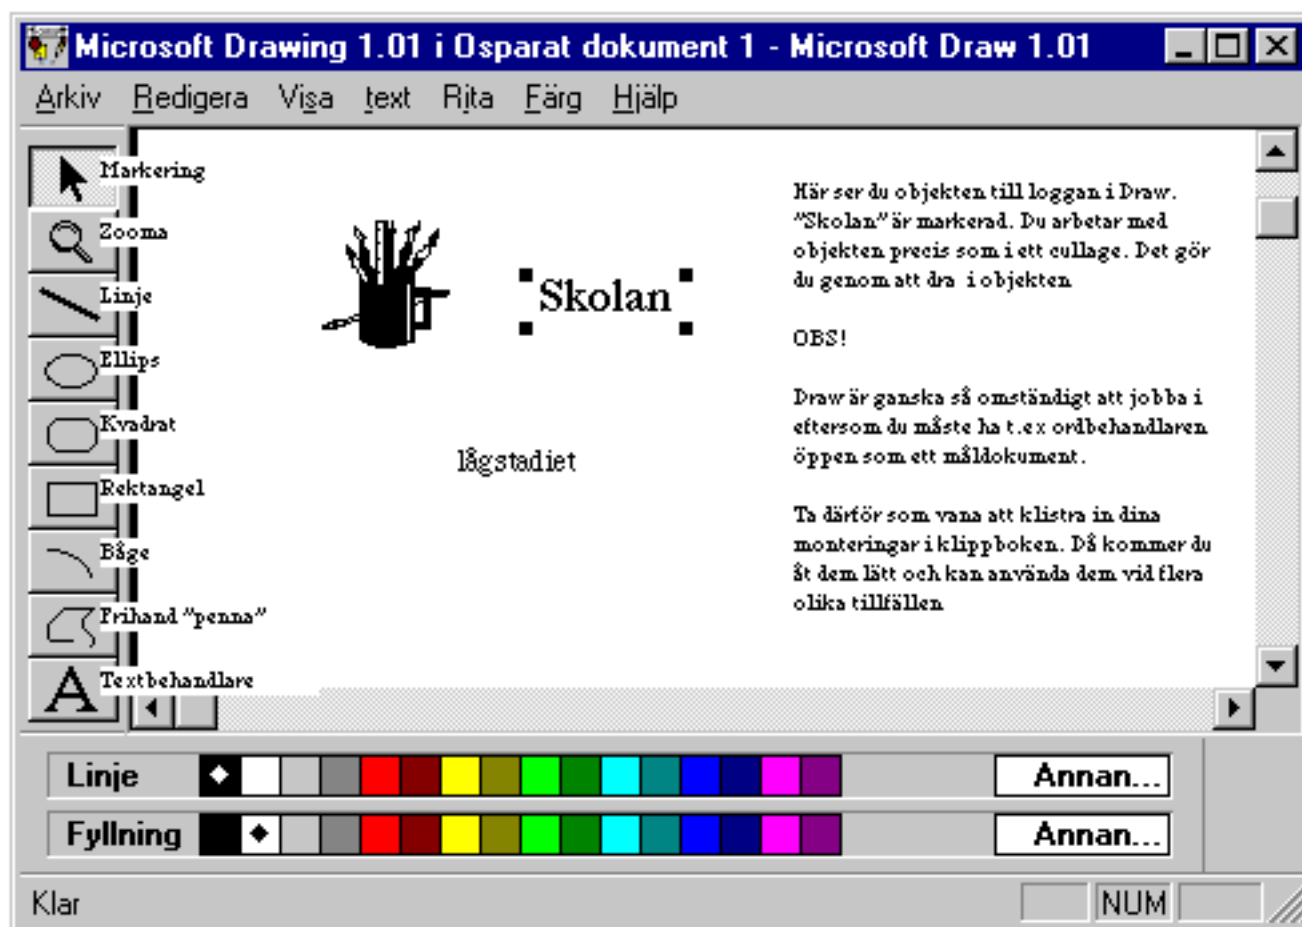 Microsoft Drawing 1.01 i Osparat dokument 1 - Microsoft Draw 1.01
Arkiv Redigera Visa text Rita Färg Hjälp
Markering
Zooma
Linje
Ellips
Kvadrat
Rektangel
Båge
Frihand "penna"
Textbehandlare
A
Skolan
lågstadiet
Här ser du objekten till loggan i Draw.
"Skolan" är markerad. Du arbetar med
objekten precis som i ett cullage. Det gör
du genom att dra i objekten
OBS!
Draw är ganska så omständigt att jobba i
eftersom du måste ha t.ex ordbehandlaren
öppen som ett måldokument.
Ta därför som vana att klistra in dina
monteringar i klippboken. Då kommer du
åt dem lätt och kan använda dem vid flera
olika tillfällen
Linje Annan...
Fyllning Annan...
Klar NUM